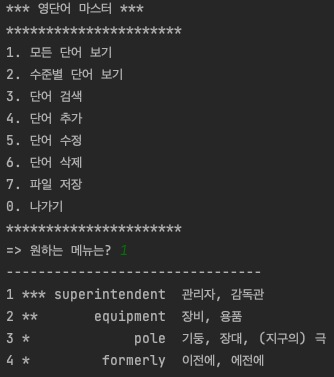 *** 영단어 마스터 ***
**********************
1. 모든 단어 보기
2. 수준별 단어 보기
3. 단어 검색
4. 단어 추가
5. 단어 수정
6. 단어 삭제
7. 파일 저장
0. 나가기
**********************
=> 원하는 메뉴는? 1
--------------------------------
1 *** superintendent  관리자, 감독관
2 **       equipment  장비, 용품
3 *             pole  기둥, 장대, (지구의) 극
4 *         formerly  이전에, 예전에